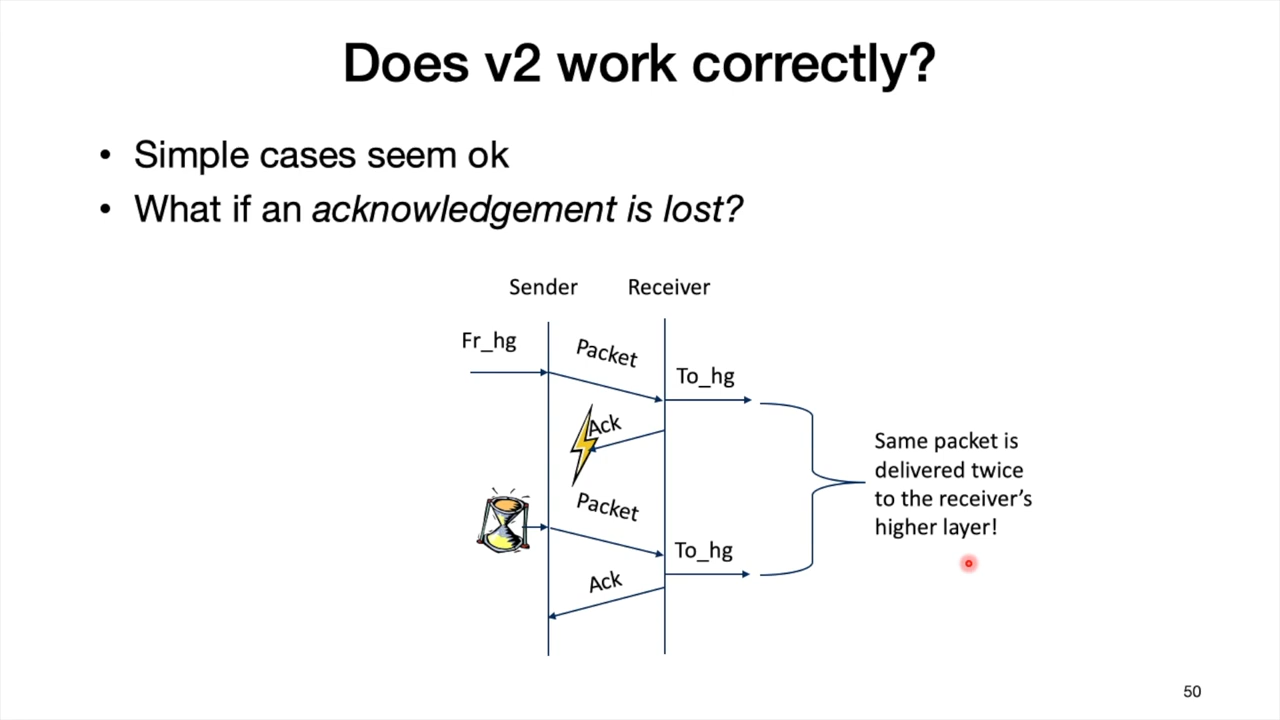 Does v2 work correctly?
• Simple cases seem ok
• What if an acknowledgement is lost?
Sender Receiver
Fr_hg
Packet
To_hg
Ack
Packet
To_hg
Ack
Same packet is
delivered twice
to the receiver’s
higher layer!
50